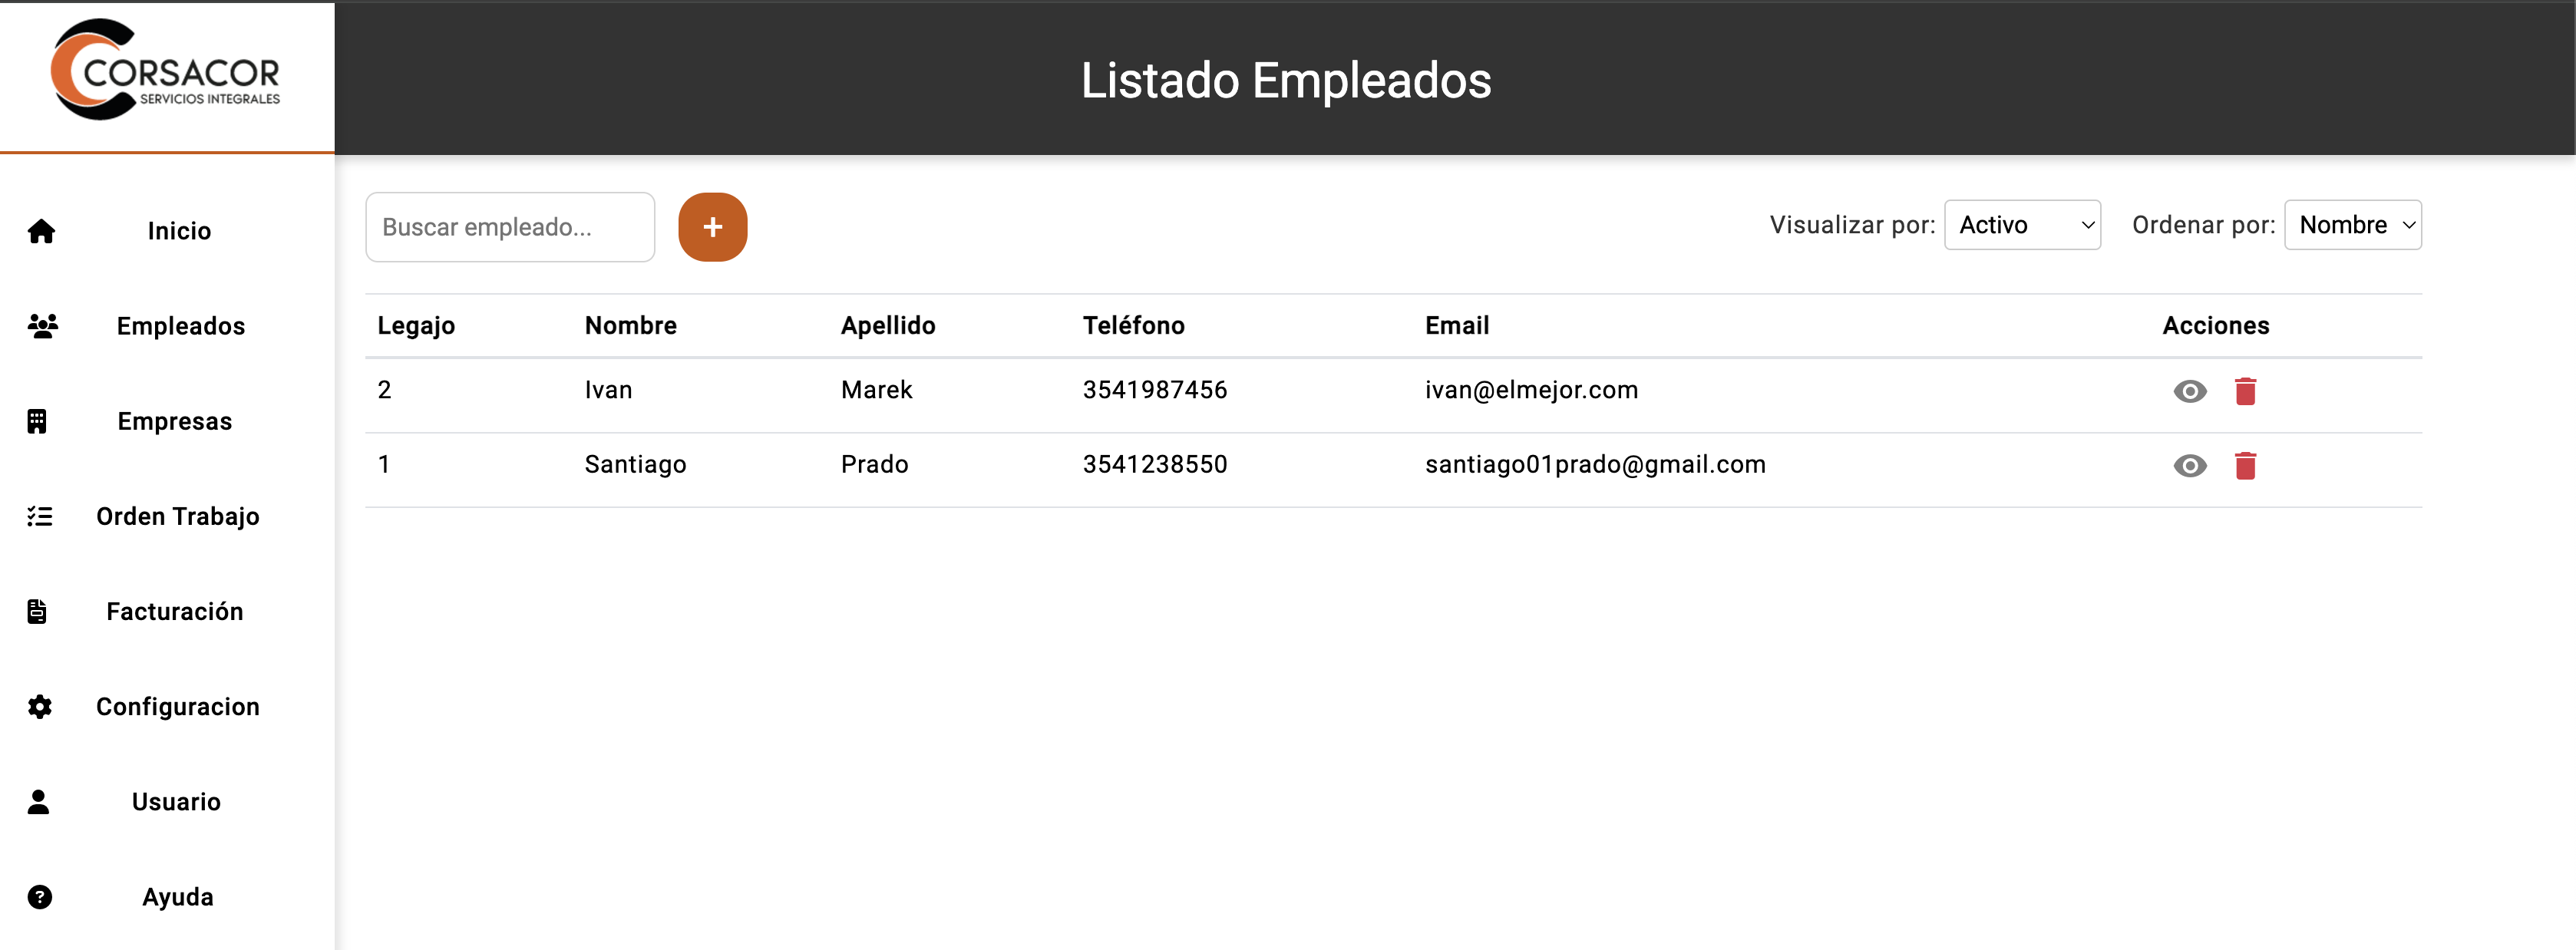 CORSACOR
SERVICIOS INTEGRALES
Listado Empleados
Inicio
Empleados
Empresas
Orden Trabajo
Facturación
Configuracion
Usuario
Ayuda
Buscar empleado...
+
Visualizar por: Activo Ordenar por: Nombre
Legajo Nombre Apellido Teléfono Email Acciones
2 Ivan Marek 3541987456 ivan@elmejor.com
1 Santiago Prado 3541238550 santiago01prado@gmail.com